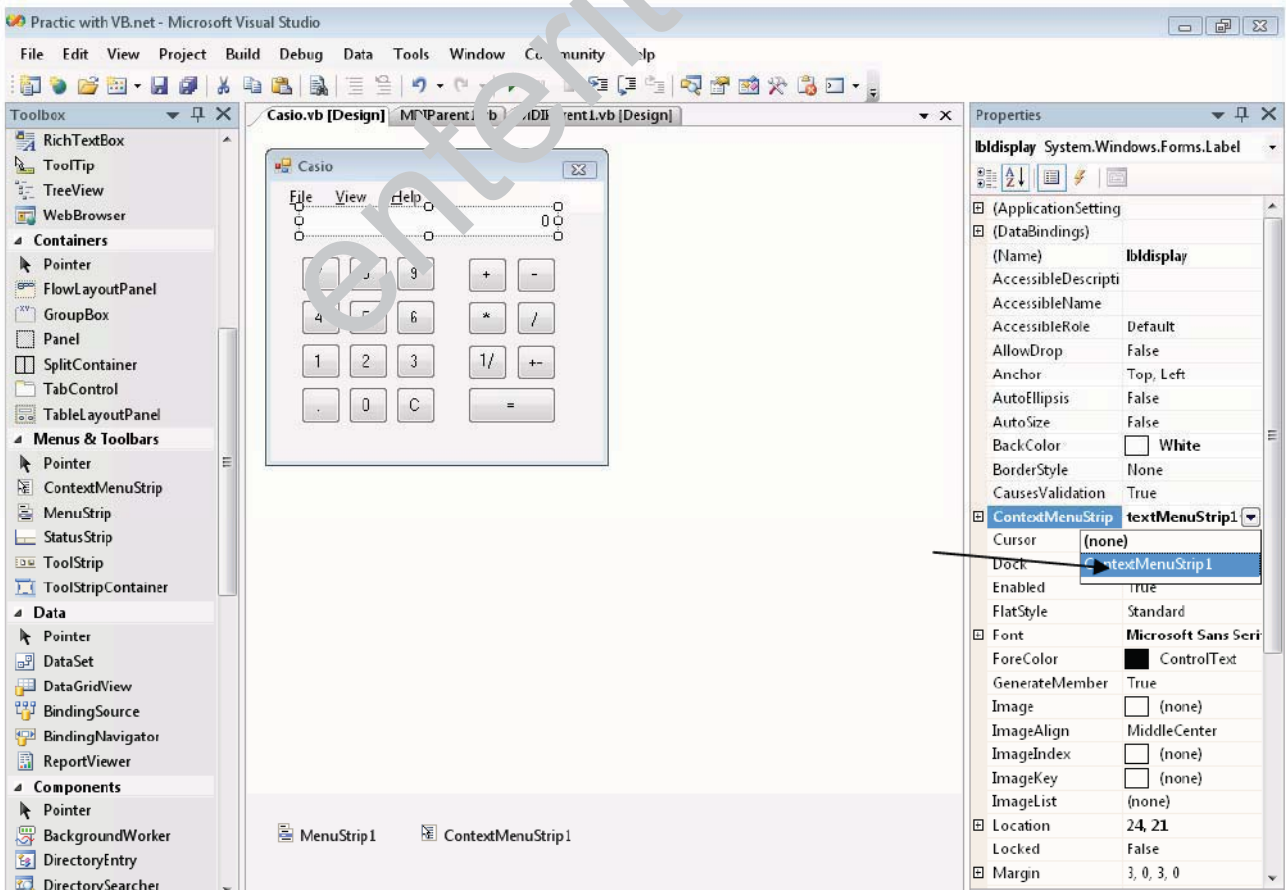 Practic with VB.net - Microsoft Visual Studio
File Edit View Project Build Debug Data Tools Window
Toolbox
RichTextBox
ToolTip
TreeView
WebBrowser
Containers
Pointer
FlowLayoutPanel
GroupBox
Panel
SplitContainer
TabControl
TableLayoutPanel
Menus & Toolbars
Pointer
ContextMenuStrip
MenuStrip
StatusStrip
ToolStrip
ToolStripContainer
Data
Pointer
DataSet
DataGridView
BindingSource
BindingNavigator
ReportViewer
Components
Pointer
BackgroundWorker
DirectoryEntry
DirectorySearcher
Casio.vb [Design]
Casio
File View Help
0
9 + -
4 6 * /
1 2 3 1/ +-
. 0 C =
MenuStrip1 ContextMenuStrip1
Properties
lbldisplay System.Windows.Forms.Label
(ApplicationSetting
(DataBindings)
(Name) lbldisplay
AccessibleDescripti
AccessibleName
AccessibleRole Default
AllowDrop False
Anchor Top, Left
AutoEllipsis False
AutoSize False
BackColor White
BorderStyle None
CausesValidation True
ContextMenuStrip textMenuStrip1
Cursor
(none)
Dock
ContextMenuStrip1
Enabled True
FlatStyle Standard
Font Microsoft Sans Seri
ForeColor ControlText
GenerateMember True
Image (none)
ImageAlign MiddleCenter
ImageIndex (none)
ImageKey (none)
ImageList (none)
Location 24, 21
Locked False
Margin 3, 0, 3, 0
enterit